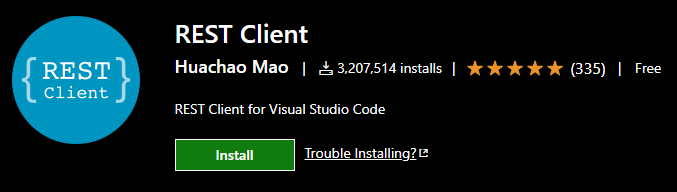 {REST}
Client
REST Client
Huachao Mao | 3,207,514 installs | (335) | Free
REST Client for Visual Studio Code
Install Trouble Installing?